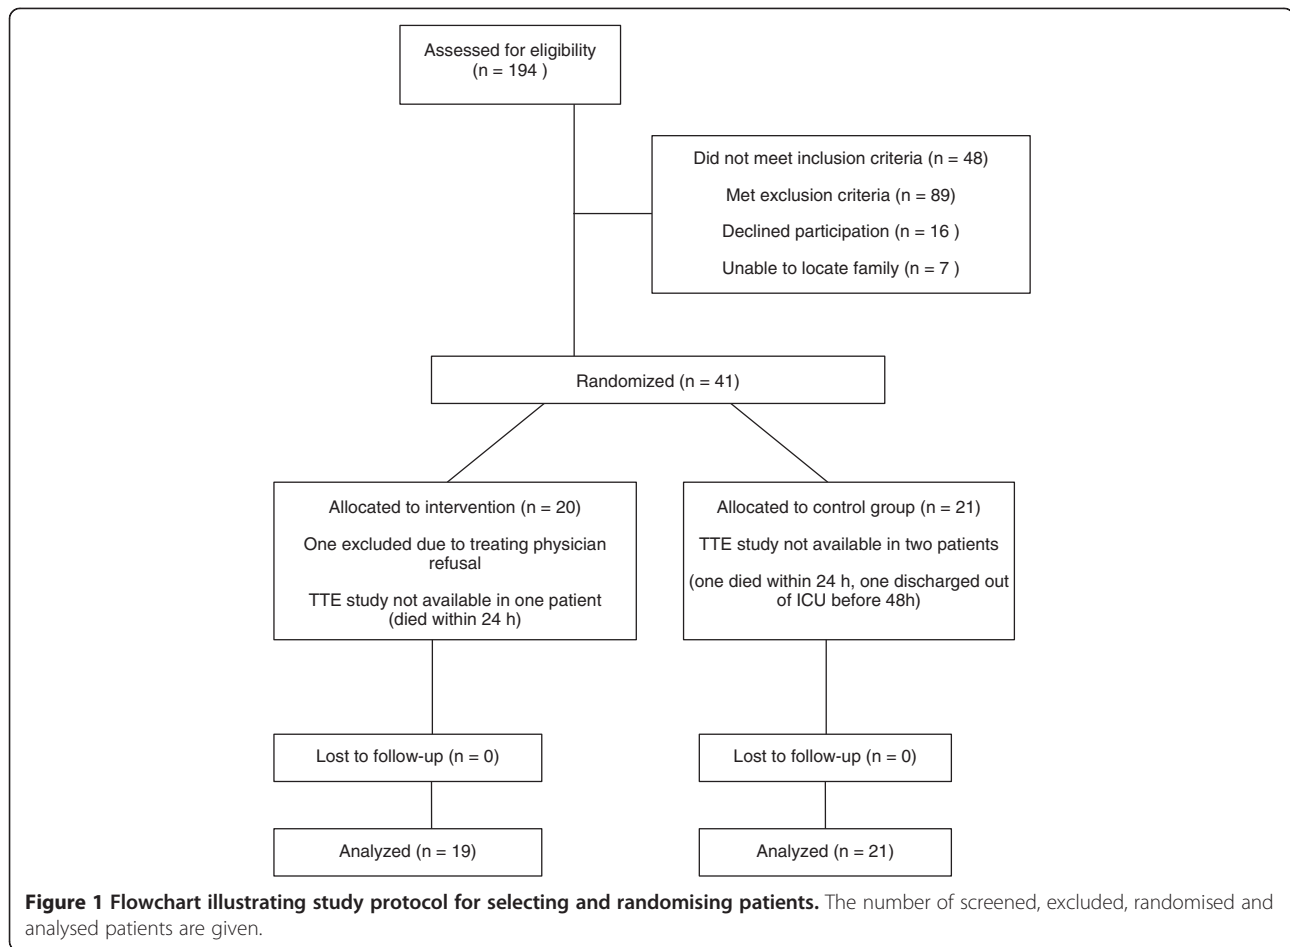 Assessed for eligibility
(n = 194 )
Did not meet inclusion criteria (n = 48)
Met exclusion criteria (n = 89)
Declined participation (n = 16 )
Unable to locate family (n = 7 )
Randomized (n = 41)
Allocated to intervention (n = 20)
One excluded due to treating physician
refusal
TTE study not available in one patient
(died within 24 h)
Allocated to control group (n = 21)
TTE study not available in two patients
(one died within 24 h, one discharged out
of ICU before 48h)
Lost to follow-up (n = 0)
Lost to follow-up (n = 0)
Analyzed (n = 19)
Analyzed (n = 21)
Figure 1 Flowchart illustrating study protocol for selecting and randomising patients. The number of screened, excluded, randomised and
analysed patients are given.